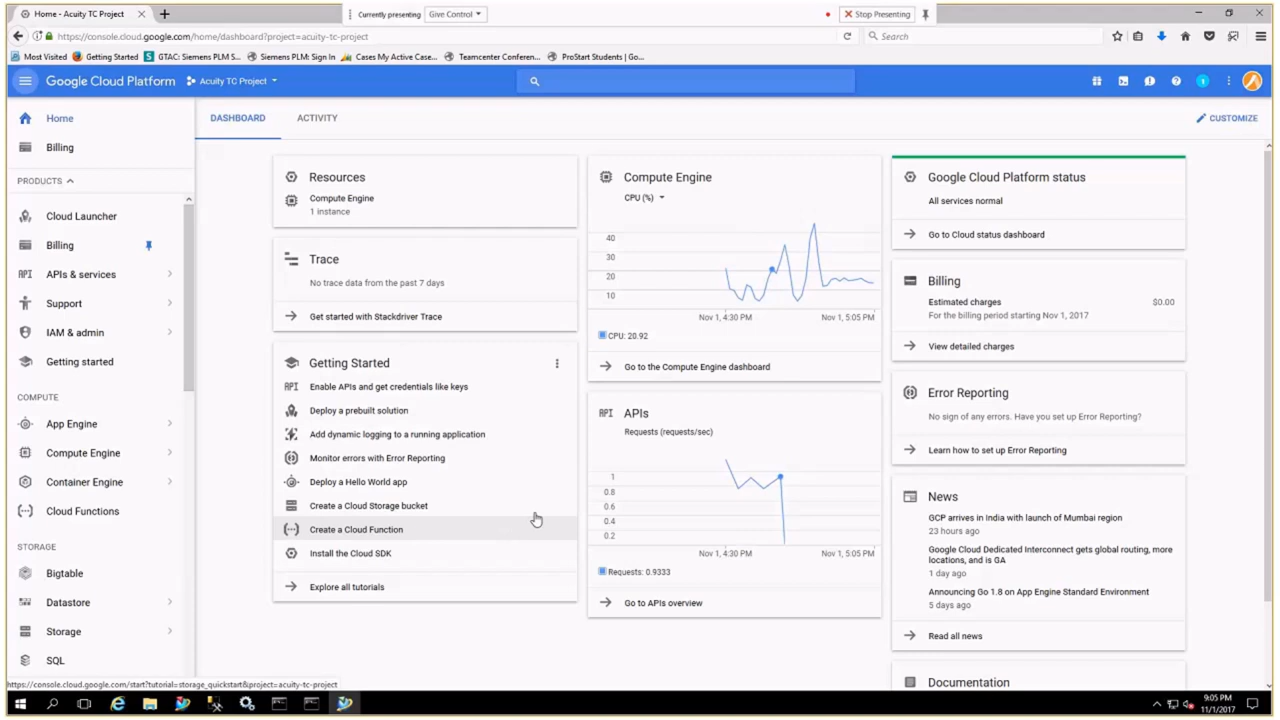 Home - Acuity TC Project
Currently presenting
Give Control
Stop Presenting
https://console.cloud.google.com/home/dashboard?project=acuity-tc-project
Search
Most Visited
Getting Started
GTAC: Siemens PLM S...
Siemens PLM: Sign In
Cases My Active Case...
Teamcenter Conferen...
ProStart Students | Go...
Google Cloud Platform
Acuity TC Project
Home
Billing
PRODUCTS
Cloud Launcher
Billing
API APIs & services
Support
IAM & admin
Getting started
COMPUTE
App Engine
Compute Engine
Container Engine
Cloud Functions
STORAGE
Bigtable
Datastore
Storage
SQL
DASHBOARD
ACTIVITY
CUSTOMIZE
Resources
Compute Engine
1 instance
Trace
No trace data from the past 7 days
Get started with Stackdriver Trace
Getting Started
API Enable APIs and get credentials like keys
Deploy a prebuilt solution
Add dynamic logging to a running application
Monitor errors with Error Reporting
Deploy a Hello World app
Create a Cloud Storage bucket
Create a Cloud Function
Install the Cloud SDK
Explore all tutorials
Compute Engine
CPU (%)
40
30
20
10
Nov 1, 4:30 PM
Nov 1, 5:05 PM
CPU: 20.92
Go to the Compute Engine dashboard
API APIs
Requests (requests/sec)
1
0.8
0.6
0.4
0.2
Nov 1, 4:30 PM
Nov 1, 5:05 PM
Requests: 0.9333
Go to APIs overview
Google Cloud Platform status
All services normal
Go to Cloud status dashboard
Billing
Estimated charges $0.00
For the billing period starting Nov 1, 2017
View detailed charges
Error Reporting
No sign of any errors. Have you set up Error Reporting?
Learn how to set up Error Reporting
News
GCP arrives in India with launch of Mumbai region
23 hours ago
Google Cloud Dedicated Interconnect gets global routing, more
locations, and is GA
1 day ago
Announcing Go 1.8 on App Engine Standard Environment
5 days ago
Read all news
Documentation
https://console.cloud.google.com/start?tutorial=storage_quickstart&project=acuity-tc-project
9:05 PM
11/1/2017